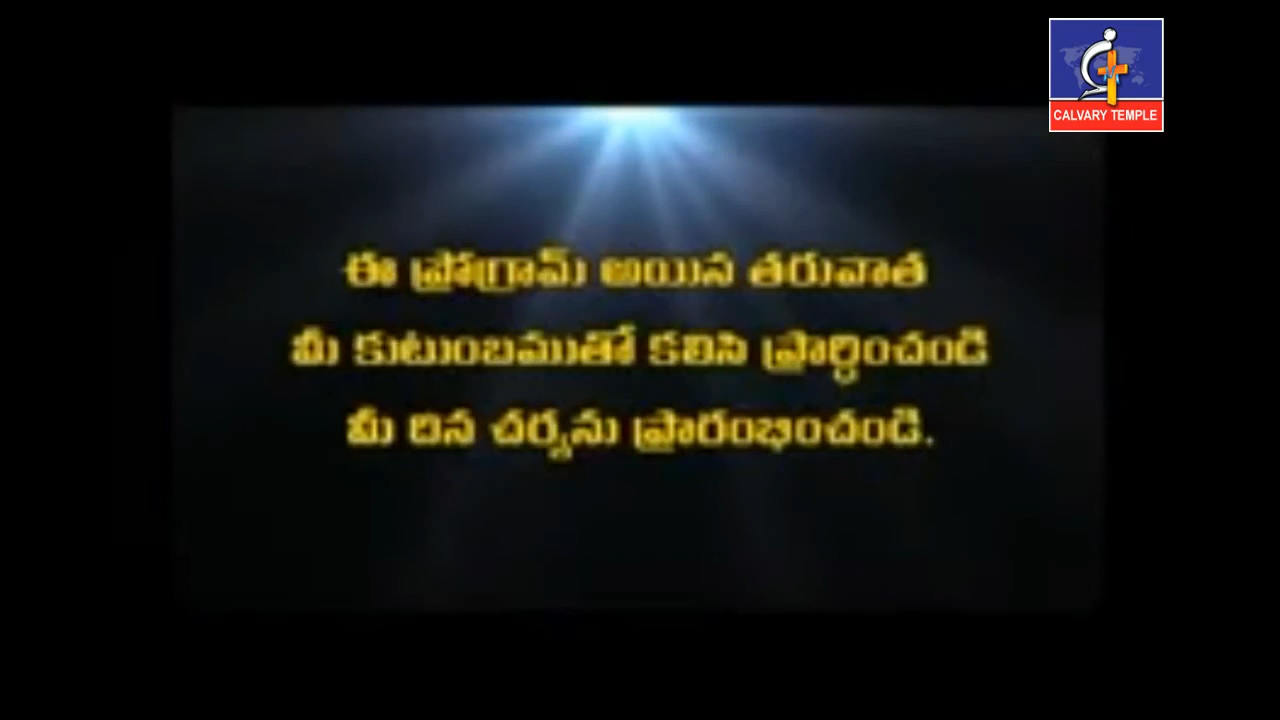 CALVARY TEMPLE
ఈ ప్రోగ్రామ్ అయిన తరువాత
మీ కుటుంబముతో కలిసి ప్రార్ధించండి
మీ దిన చర్యను ప్రారంభించండి.